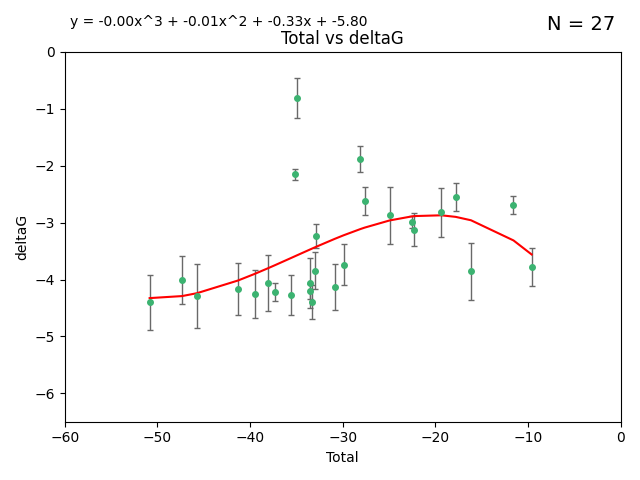 y = -0.00x^3 + -0.01x^2 + -0.33x + -5.80
N = 27
Total vs deltaG
0
−1
−2
−3
−4
−5
−6
deltaG
−60 −50 −40 −30 −20 −10 0
Total